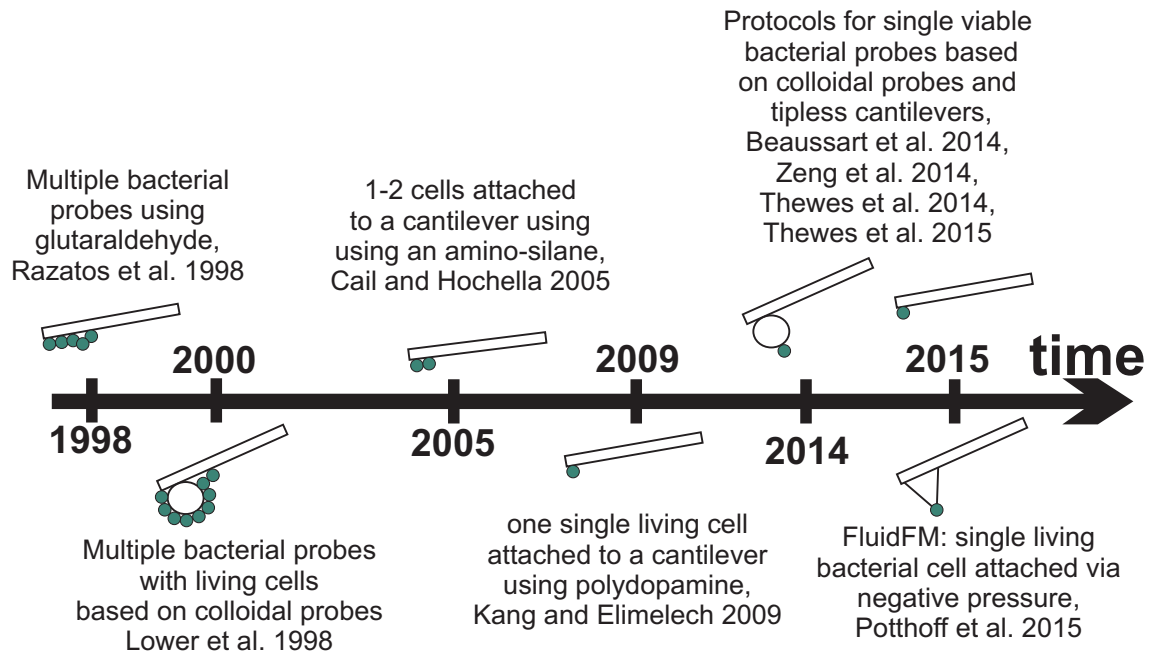 Protocols for single viable
bacterial probes based
on colloidal probes and
tipless cantilevers,
Beaussart et al. 2014,
Zeng et al. 2014,
Thewes et al. 2014,
Thewes et al. 2015
Multiple bacterial
probes using
glutaraldehyde,
Razatos et al. 1998
1-2 cells attached
to a cantilever using
using an amino-silane,
Cail and Hochella 2005
2000
2009
2015
time
1998
2005
2014
Multiple bacterial probes
with living cells
based on colloidal probes
Lower et al. 1998
one single living cell
attached to a cantilever
using polydopamine,
Kang and Elimelech 2009
FluidFM: single living
bacterial cell attached via
negative pressure,
Potthoff et al. 2015